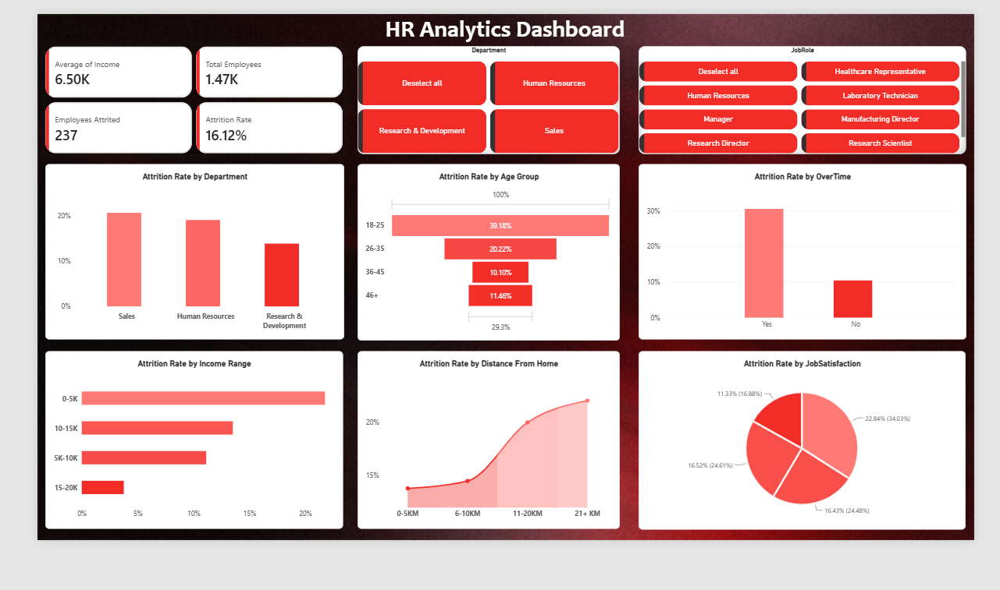 HR Analytics Dashboard
Average of Income
6.50K
Total Employees
1.47K
Employees Attrited
237
Attrition Rate
16.12%
Department
Deselect all
Human Resources
Research & Development
Sales
JobRole
Deselect all
Healthcare Representative
Human Resources
Laboratory Technician
Manager
Manufacturing Director
Research Director
Research Scientist
Attrition Rate by Department
20%
10%
0%
Sales
Human Resources
Research &
Development
Attrition Rate by Age Group
100%
18-25
39.18%
26-35
20.22%
36-45
10.10%
46+
11.46%
29.3%
Attrition Rate by OverTime
30%
20%
10%
0%
Yes
No
Attrition Rate by Income Range
0-5K
10-15K
5K-10K
15-20K
0%
5%
10%
15%
20%
Attrition Rate by Distance From Home
20%
15%
0-5KM
6-10KM
11-20KM
21+ KM
Attrition Rate by JobSatisfaction
11.33% (16.88%)
22.84% (34.03%)
16.52% (24.61%)
16.43% (24.48%)